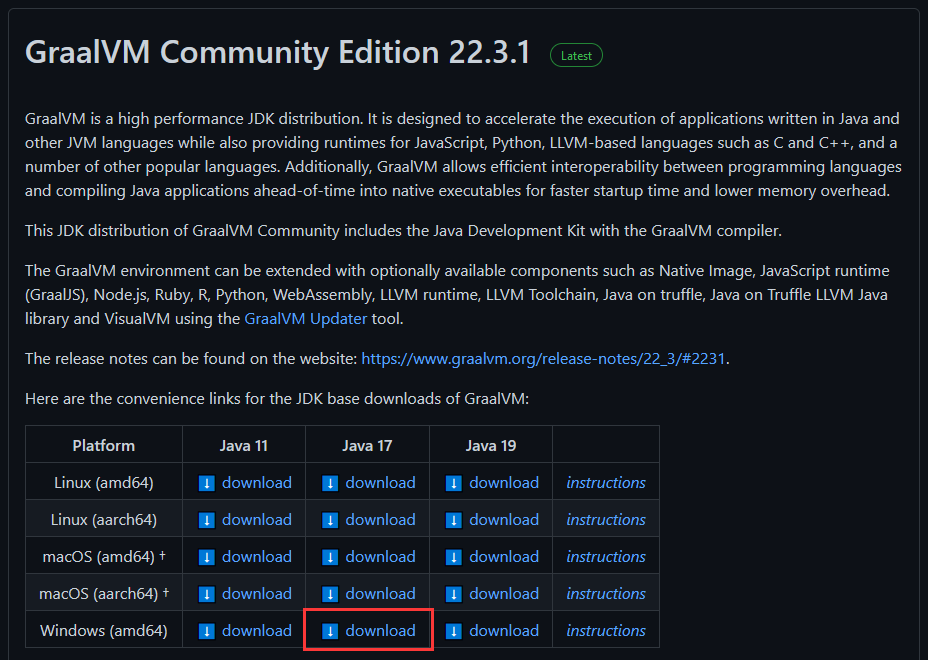 GraalVM Community Edition 22.3.1 Latest
GraalVM is a high performance JDK distribution. It is designed to accelerate the execution of applications written in Java and
other JVM languages while also providing runtimes for JavaScript, Python, LLVM-based languages such as C and C++, and a
number of other popular languages. Additionally, GraalVM allows efficient interoperability between programming languages
and compiling Java applications ahead-of-time into native executables for faster startup time and lower memory overhead.
This JDK distribution of GraalVM Community includes the Java Development Kit with the GraalVM compiler.
The GraalVM environment can be extended with optionally available components such as Native Image, JavaScript runtime
(GraalJS), Node.js, Ruby, R, Python, WebAssembly, LLVM runtime, LLVM Toolchain, Java on truffle, Java on Truffle LLVM Java
library and VisualVM using the GraalVM Updater tool.
The release notes can be found on the website: https://www.graalvm.org/release-notes/22_3/#2231.
Here are the convenience links for the JDK base downloads of GraalVM:
Platform Java 11 Java 17 Java 19
Linux (amd64) ⬇️ download ⬇️ download ⬇️ download instructions
Linux (aarch64) ⬇️ download ⬇️ download ⬇️ download instructions
macOS (amd64) † ⬇️ download ⬇️ download ⬇️ download instructions
macOS (aarch64) † ⬇️ download ⬇️ download ⬇️ download instructions
Windows (amd64) ⬇️ download ⬇️ download ⬇️ download instructions